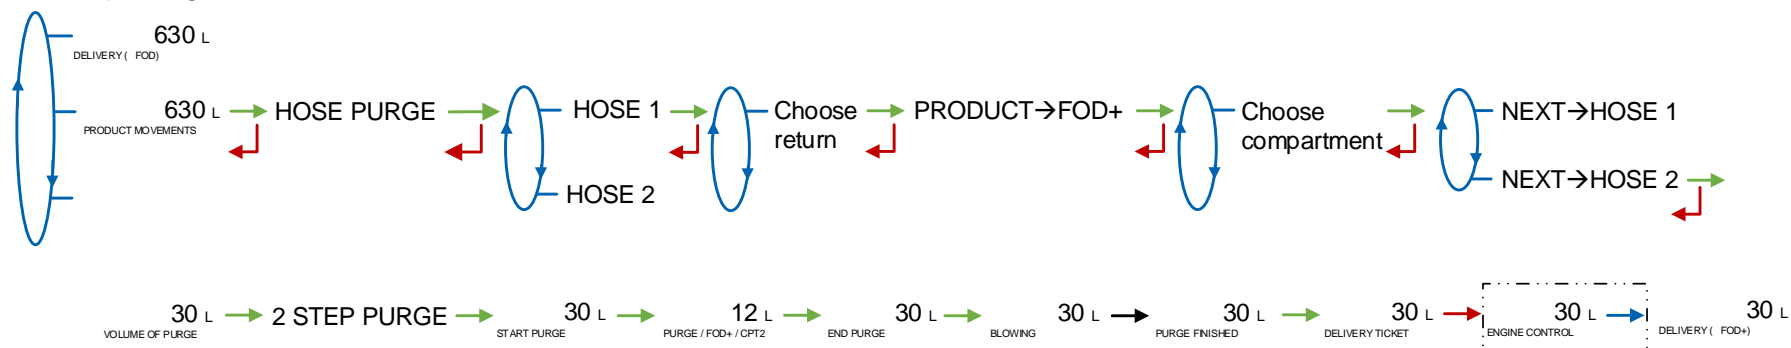 630 L
DELIVERY ( FOD)
630 L
PRODUCT MOVEMENTS
HOSE PURGE
HOSE 1
HOSE 2
Choose
return
PRODUCT→FOD+
Choose
compartment
NEXT→HOSE 1
NEXT→HOSE 2
30 L
VOLUME OF PURGE
2 STEP PURGE
30 L
START PURGE
12 L
PURGE / FOD+ / CPT2
30 L
END PURGE
30 L
BLOWING
30 L
PURGE FINISHED
30 L
DELIVERY TICKET
30 L
ENGINE CONTROL
30 L
DELIVERY ( FOD+)